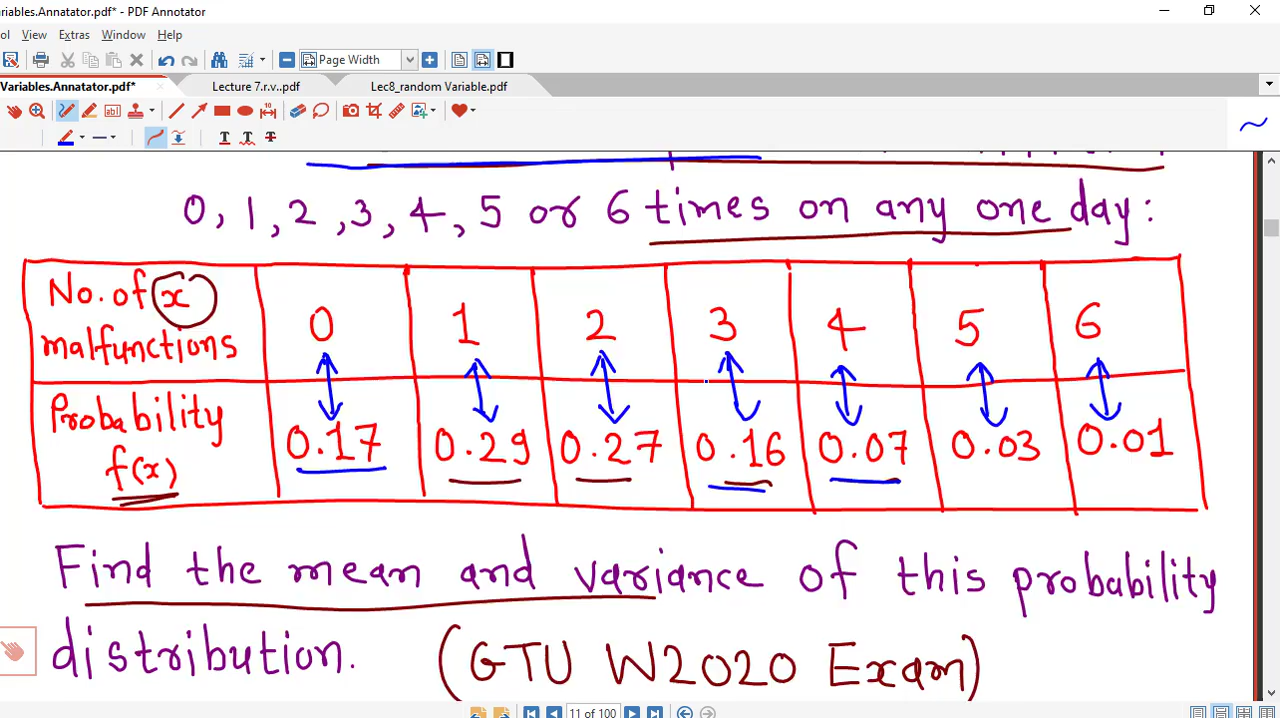 ariables.Annatator.pdf* - PDF Annotator
ol View Extras Window Help
Page Width
Variables.Annatator.pdf* Lecture 7.r.v..pdf Lec8_random Variable.pdf
0, 1, 2, 3, 4, 5 or 6 times on any one day:
No. of x malfunctions 0 1 2 3 4 5 6
Probability f(x) 0.17 0.29 0.27 0.16 0.07 0.03 0.01
Find the mean and variance of this probability
distribution. (GTU W2020 Exam)
11 of 100